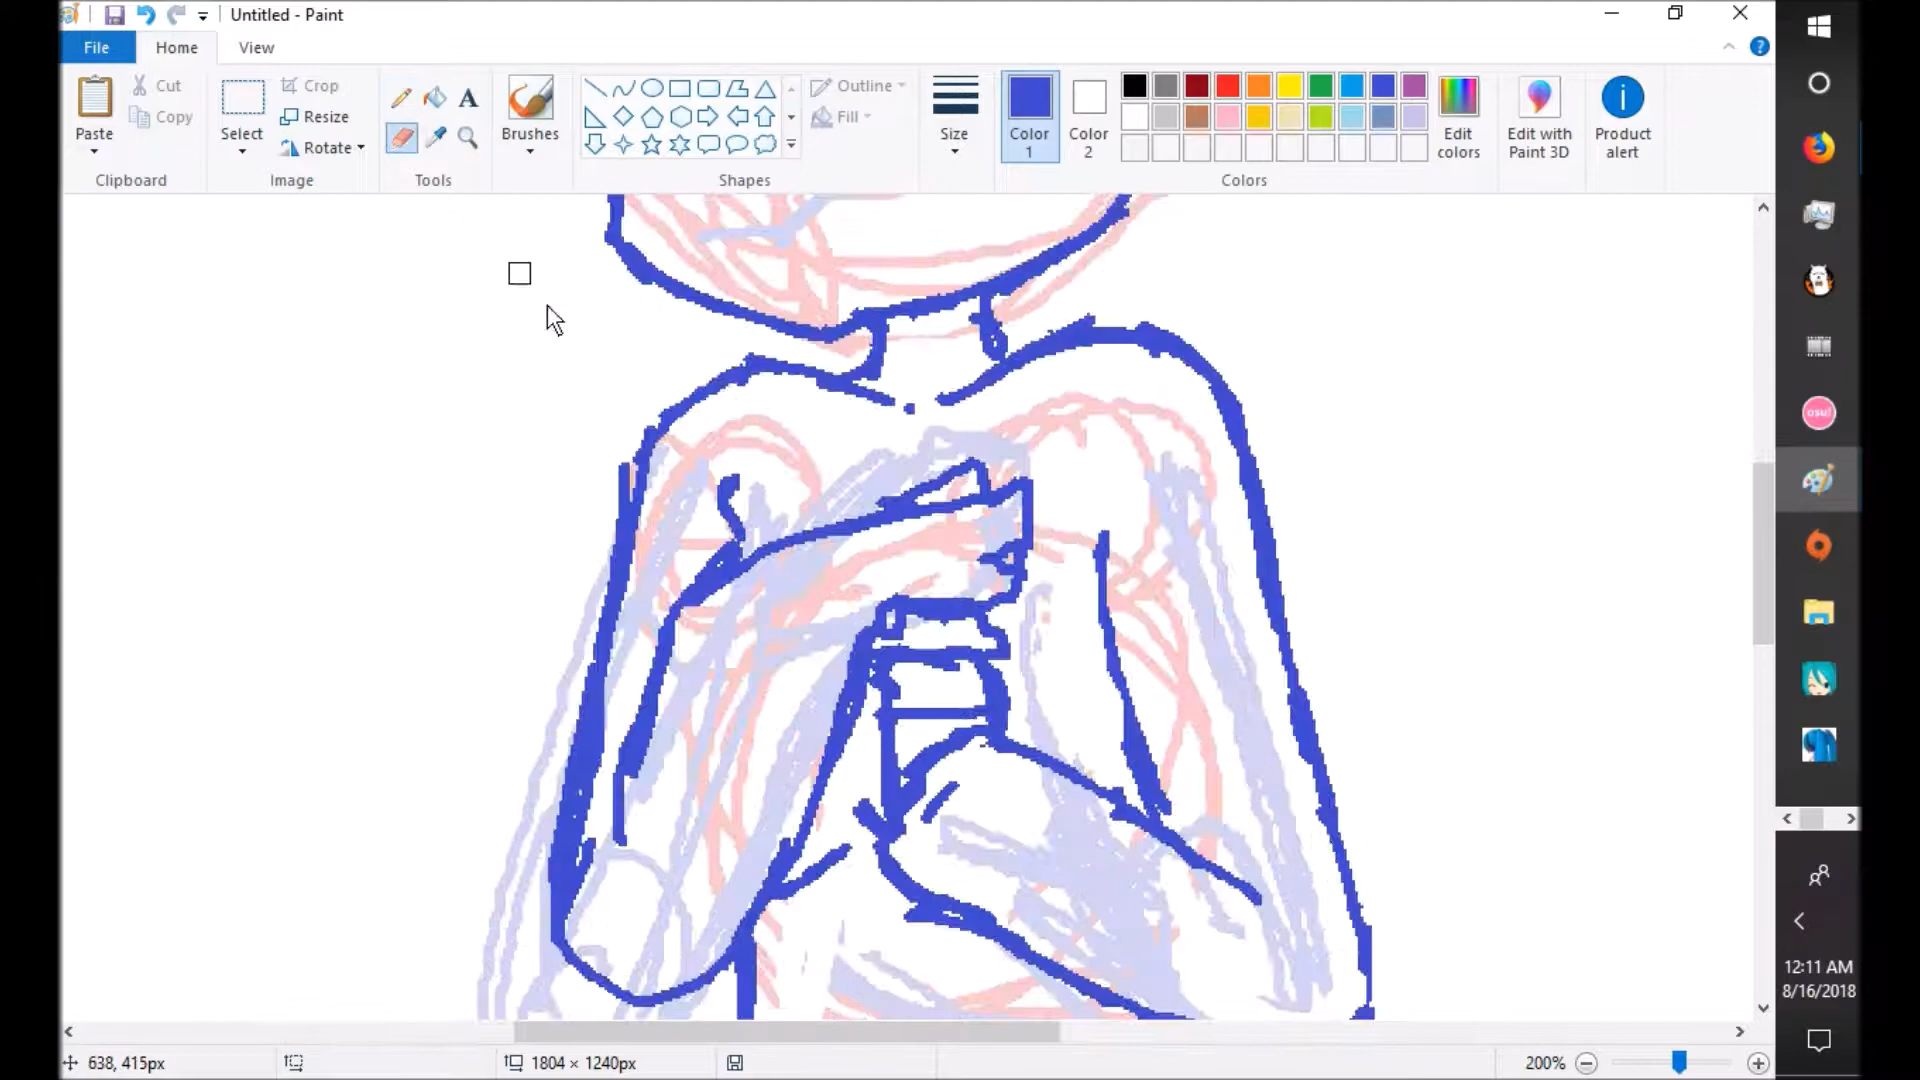 Untitled - Paint
File Home View
Paste
Cut
Copy
Clipboard
Select
Crop
Resize
Rotate
Image
A
Tools
Brushes
Shapes
Outline
Fill
Size
Color 1
Color 2
Colors
Edit colors
Edit with Paint 3D
Product alert
osu!
12:11 AM
8/16/2018
638, 415px
1804 × 1240px
200%